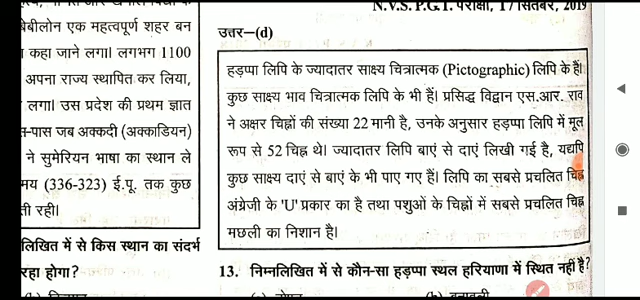 बेबीलोन एक महत्वपूर्ण शहर बन
कहा जाने लगा। लगभग 1100
अपना राज्य स्थापित कर लिया,
लगा। उस प्रदेश की प्रथम ज्ञात
पास जब अक्कदी (अक्काडियन)
ने सुमेरियन भाषा का स्थान ले
(336-323) ई.पू. तक कुछ
रही।
लिखित में से किस स्थान का संदर्भ
रहा होगा?
N.V.S. P.G.T. परीक्षा, 17 सितंबर, 2019
उत्तर–(d)
हड़प्पा लिपि के ज्यादातर साक्ष्य चित्रात्मक (Pictographic) लिपि के हैं।
कुछ साक्ष्य भाव चित्रात्मक लिपि के भी हैं। प्रसिद्ध विद्वान एस.आर. राव
ने अक्षर चिह्नों की संख्या 22 मानी है, उनके अनुसार हड़प्पा लिपि में मूल
रूप से 52 चिह्न थे। ज्यादातर लिपि बाएं से दाएं लिखी गई है, यद्यपि
कुछ साक्ष्य दाएं से बाएं के भी पाए गए हैं। लिपि का सबसे प्रचलित चिह्न
अंग्रेजी के 'U' प्रकार का है तथा पशुओं के चिह्नों में सबसे प्रचलित चिह्न
मछली का निशान है।
13. निम्नलिखित में से कौन-सा हड़प्पा स्थल हरियाणा में स्थित नहीं है?